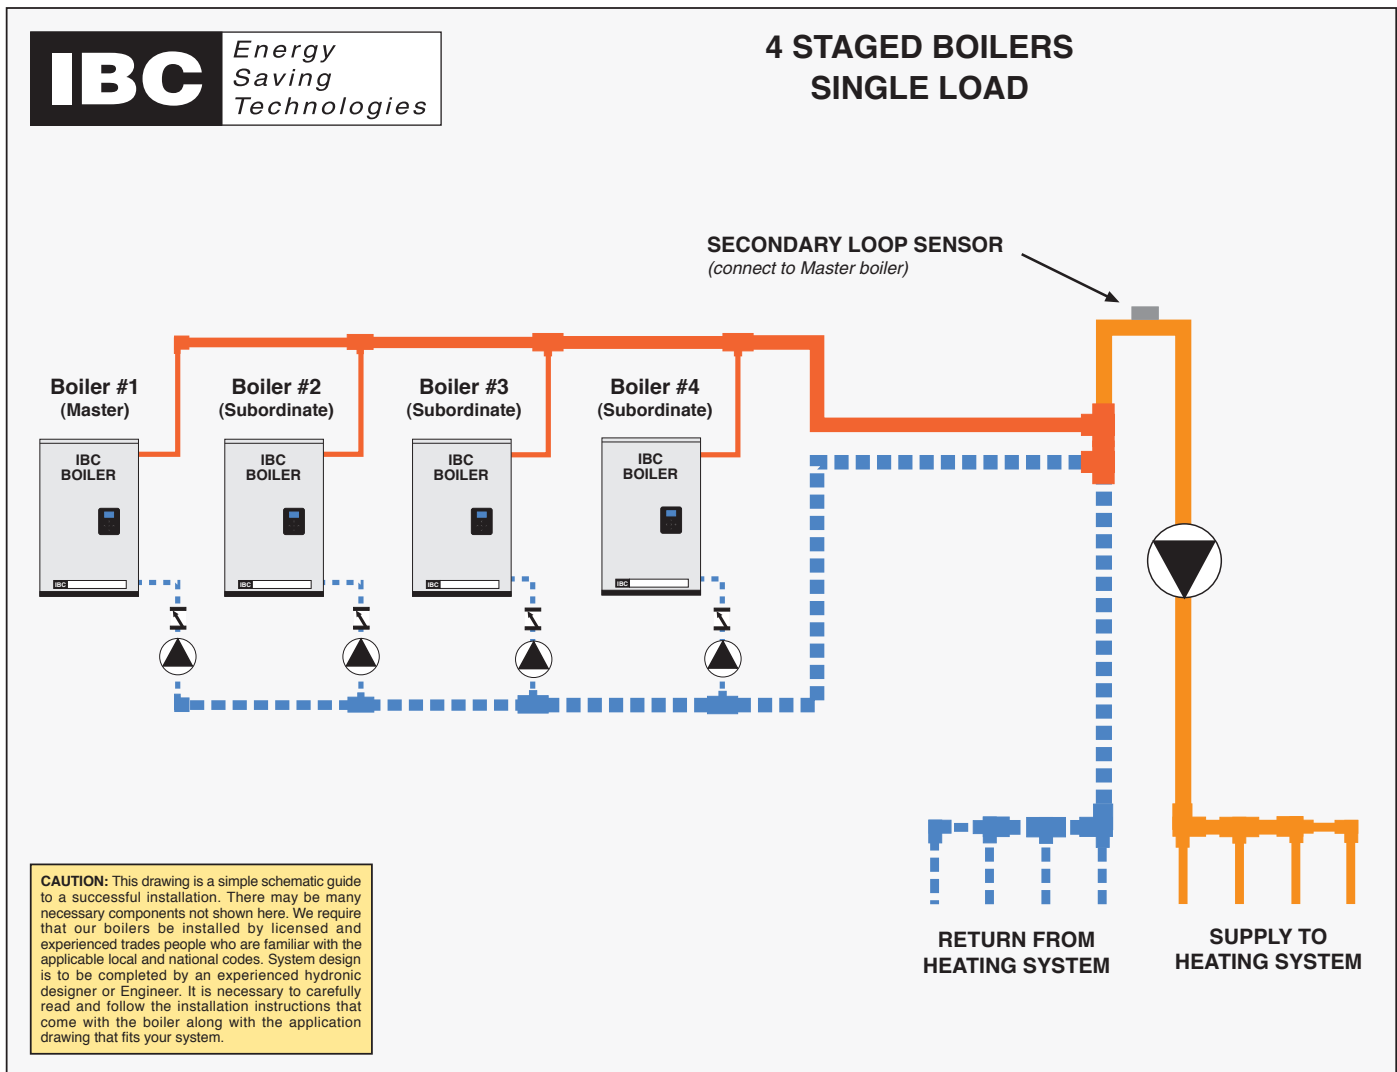 IBC
Energy
Saving
Technologies
4 STAGED BOILERS
SINGLE LOAD
SECONDARY LOOP SENSOR
(connect to Master boiler)
Boiler #1
(Master)
Boiler #2
(Subordinate)
Boiler #3
(Subordinate)
Boiler #4
(Subordinate)
IBC
BOILER
IBC
IBC
BOILER
IBC
IBC
BOILER
IBC
IBC
BOILER
IBC
RETURN FROM
HEATING SYSTEM
SUPPLY TO
HEATING SYSTEM
CAUTION: This drawing is a simple schematic guide
to a successful installation. There may be many
necessary components not shown here. We require
that our boilers be installed by licensed and
experienced trades people who are familiar with the
applicable local and national codes. System design
is to be completed by an experienced hydronic
designer or Engineer. It is necessary to carefully
read and follow the installation instructions that
come with the boiler along with the application
drawing that fits your system.